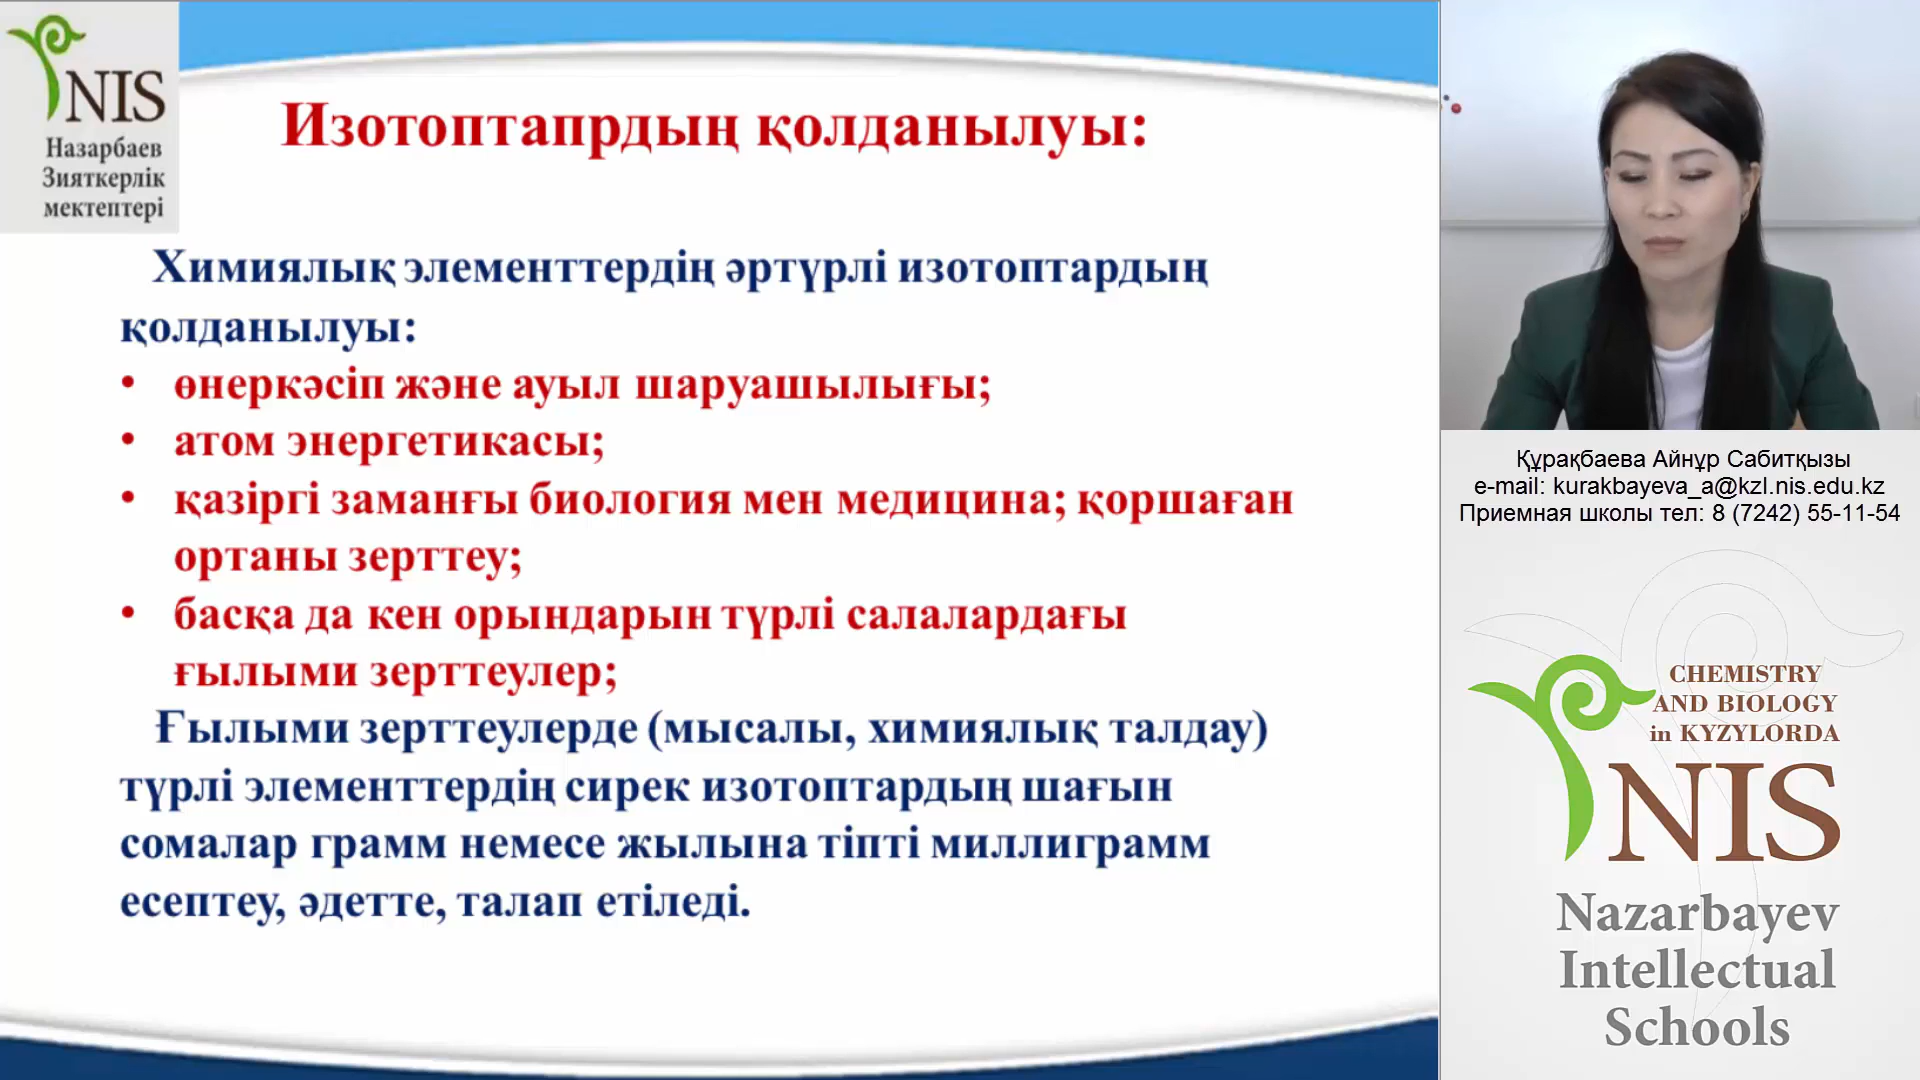 NIS
Назарбаев
Зияткерлік
мектептері
Изотоптапрдың қолданылуы:
Химиялық элементтердің әртүрлі изотоптардың
қолданылуы:
• өнеркәсіп және ауыл шаруашылығы;
• атом энергетикасы;
• қазіргі заманғы биология мен медицина; қоршаған
ортаны зерттеу;
• басқа да кен орындарын түрлі салалардағы
ғылыми зерттеулер;
Ғылыми зерттеулерде (мысалы, химиялық талдау)
түрлі элементтердің сирек изотоптардың шағын
сомалар грамм немесе жылына тіпті миллиграмм
есептеу, әдетте, талап етіледі.
Құрақбаева Айнұр Сабитқызы
e-mail: kurakbayeva_a@kzl.nis.edu.kz
Приемная школы тел: 8 (7242) 55-11-54
CHEMISTRY
AND BIOLOGY
in KYZYLORDA
NIS
Nazarbayev
Intellectual
Schools